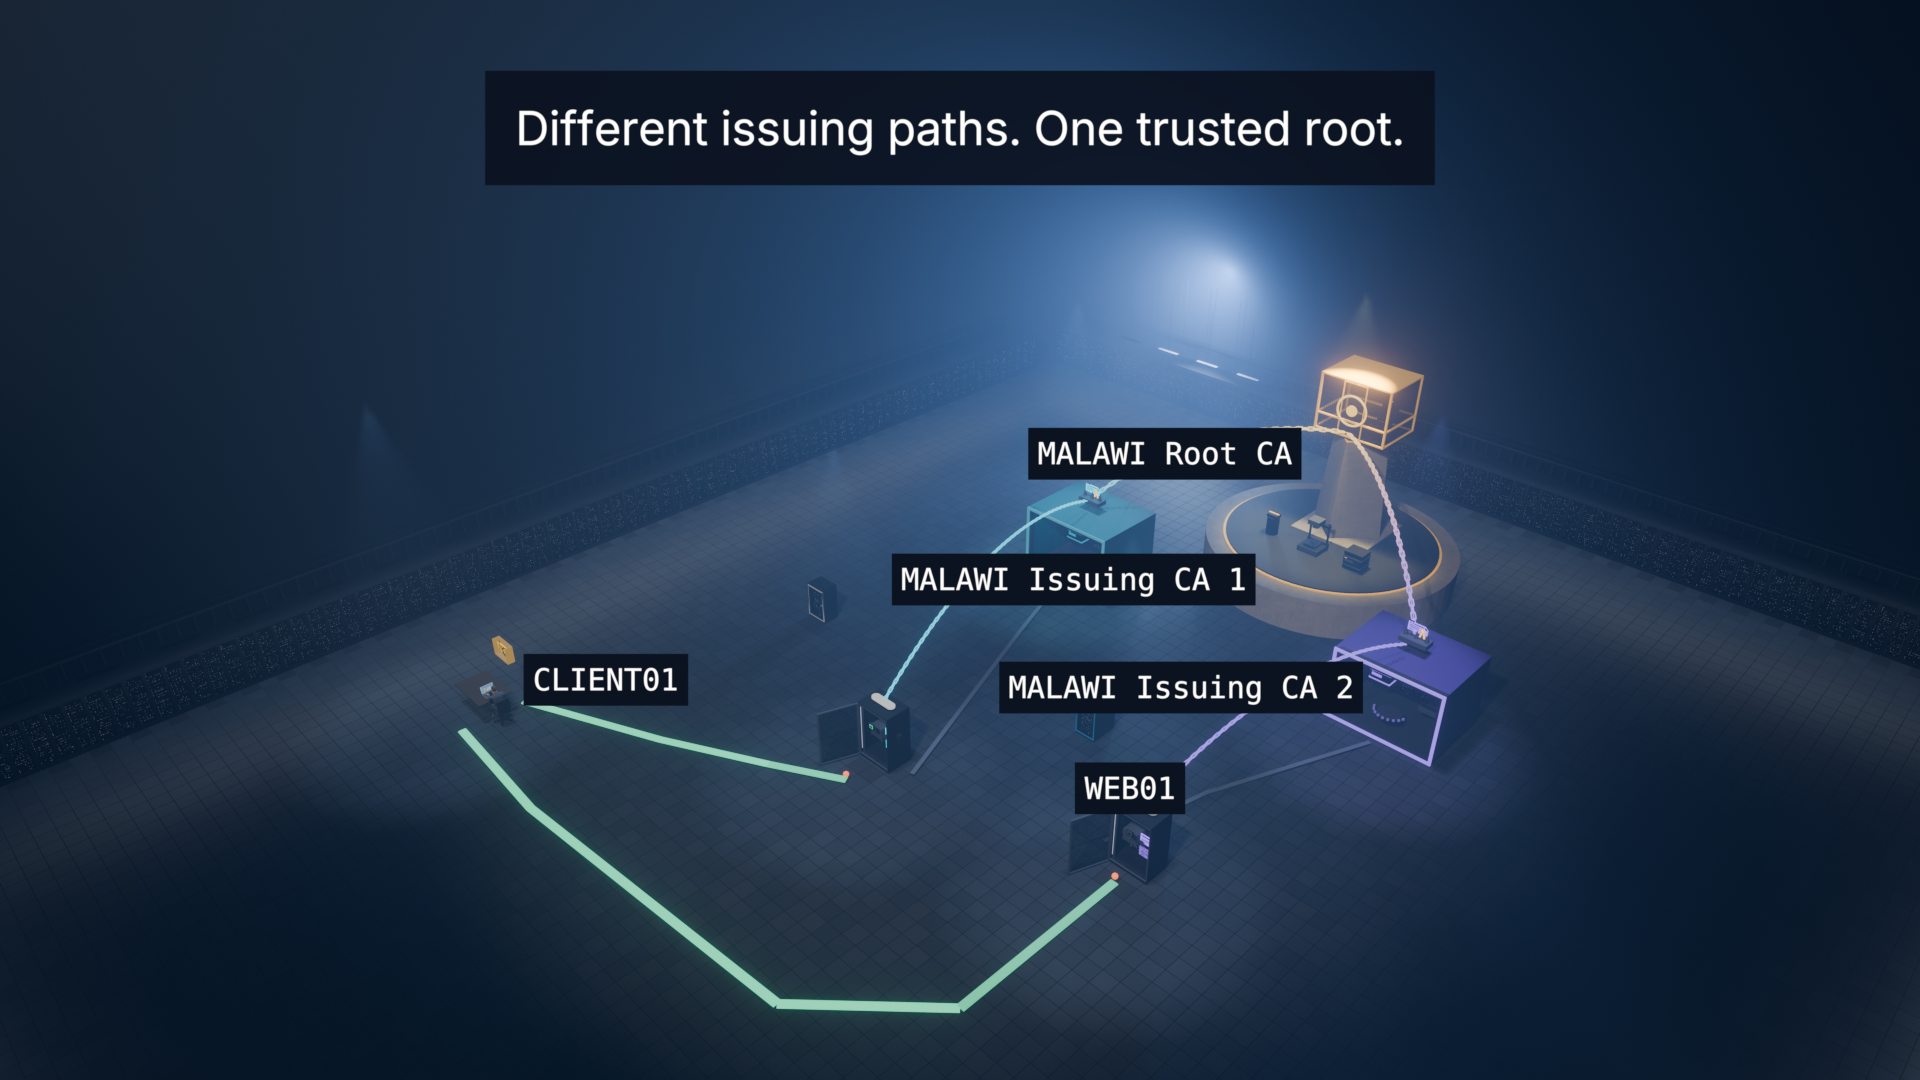 Different issuing paths. One trusted root.
MALAWI Root CA
MALAWI Issuing CA 1
CLIENT01
MALAWI Issuing CA 2
WEB01